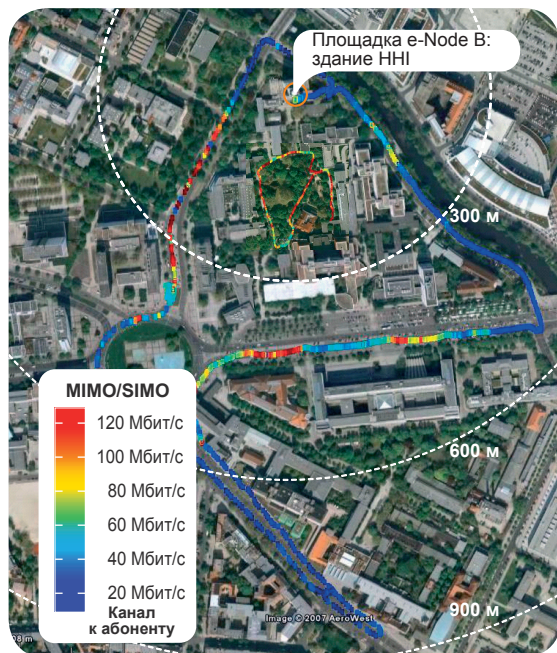 Площадка e-Node B:
здание HHI
300 м
600 м
900 м
MIMO/SIMO
120 Мбит/с
100 Мбит/с
80 Мбит/с
60 Мбит/с
40 Мбит/с
20 Мбит/с
Канал
к абоненту
Image © 2007 AeroWest